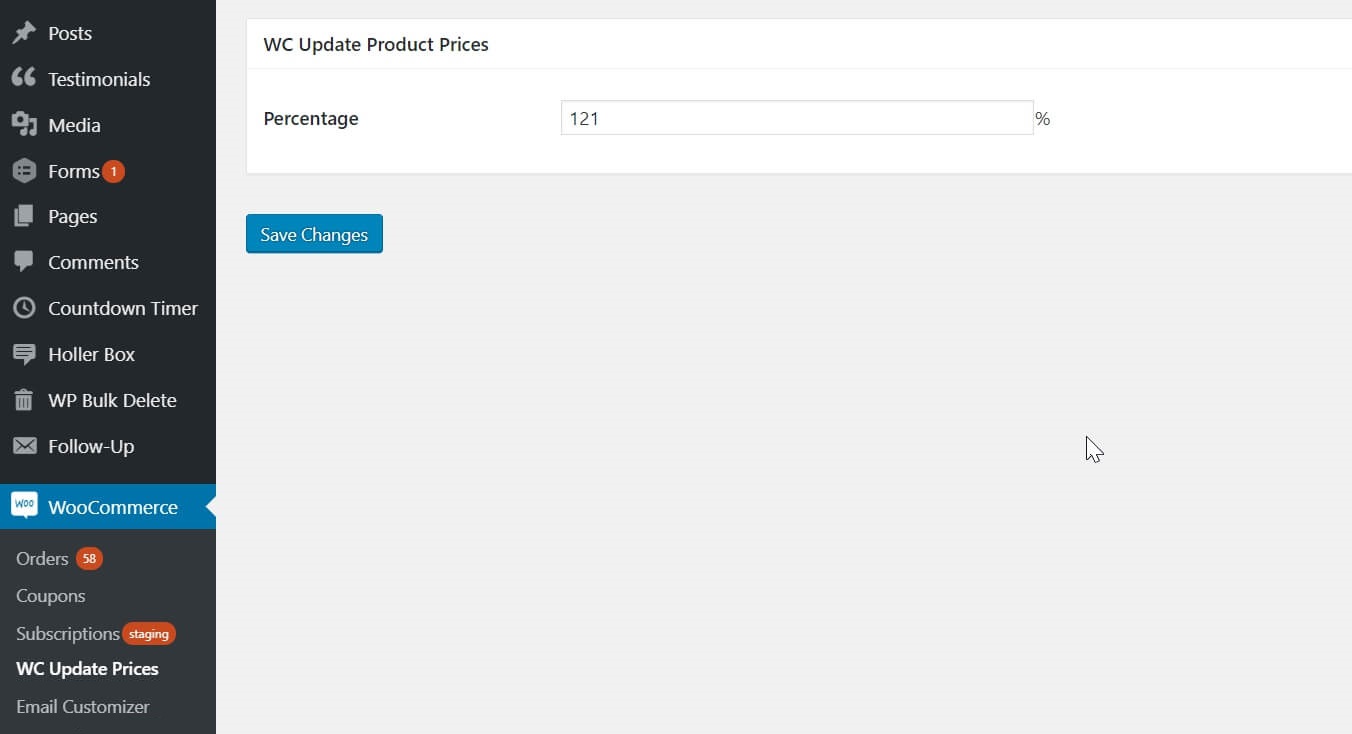 Posts
Testimonials
Media
Forms 1
Pages
Comments
Countdown Timer
Holler Box
WP Bulk Delete
Follow-Up
woo WooCommerce
Orders 58
Coupons
Subscriptions staging
WC Update Prices
Email Customizer
WC Update Product Prices
Percentage 121 %
Save Changes